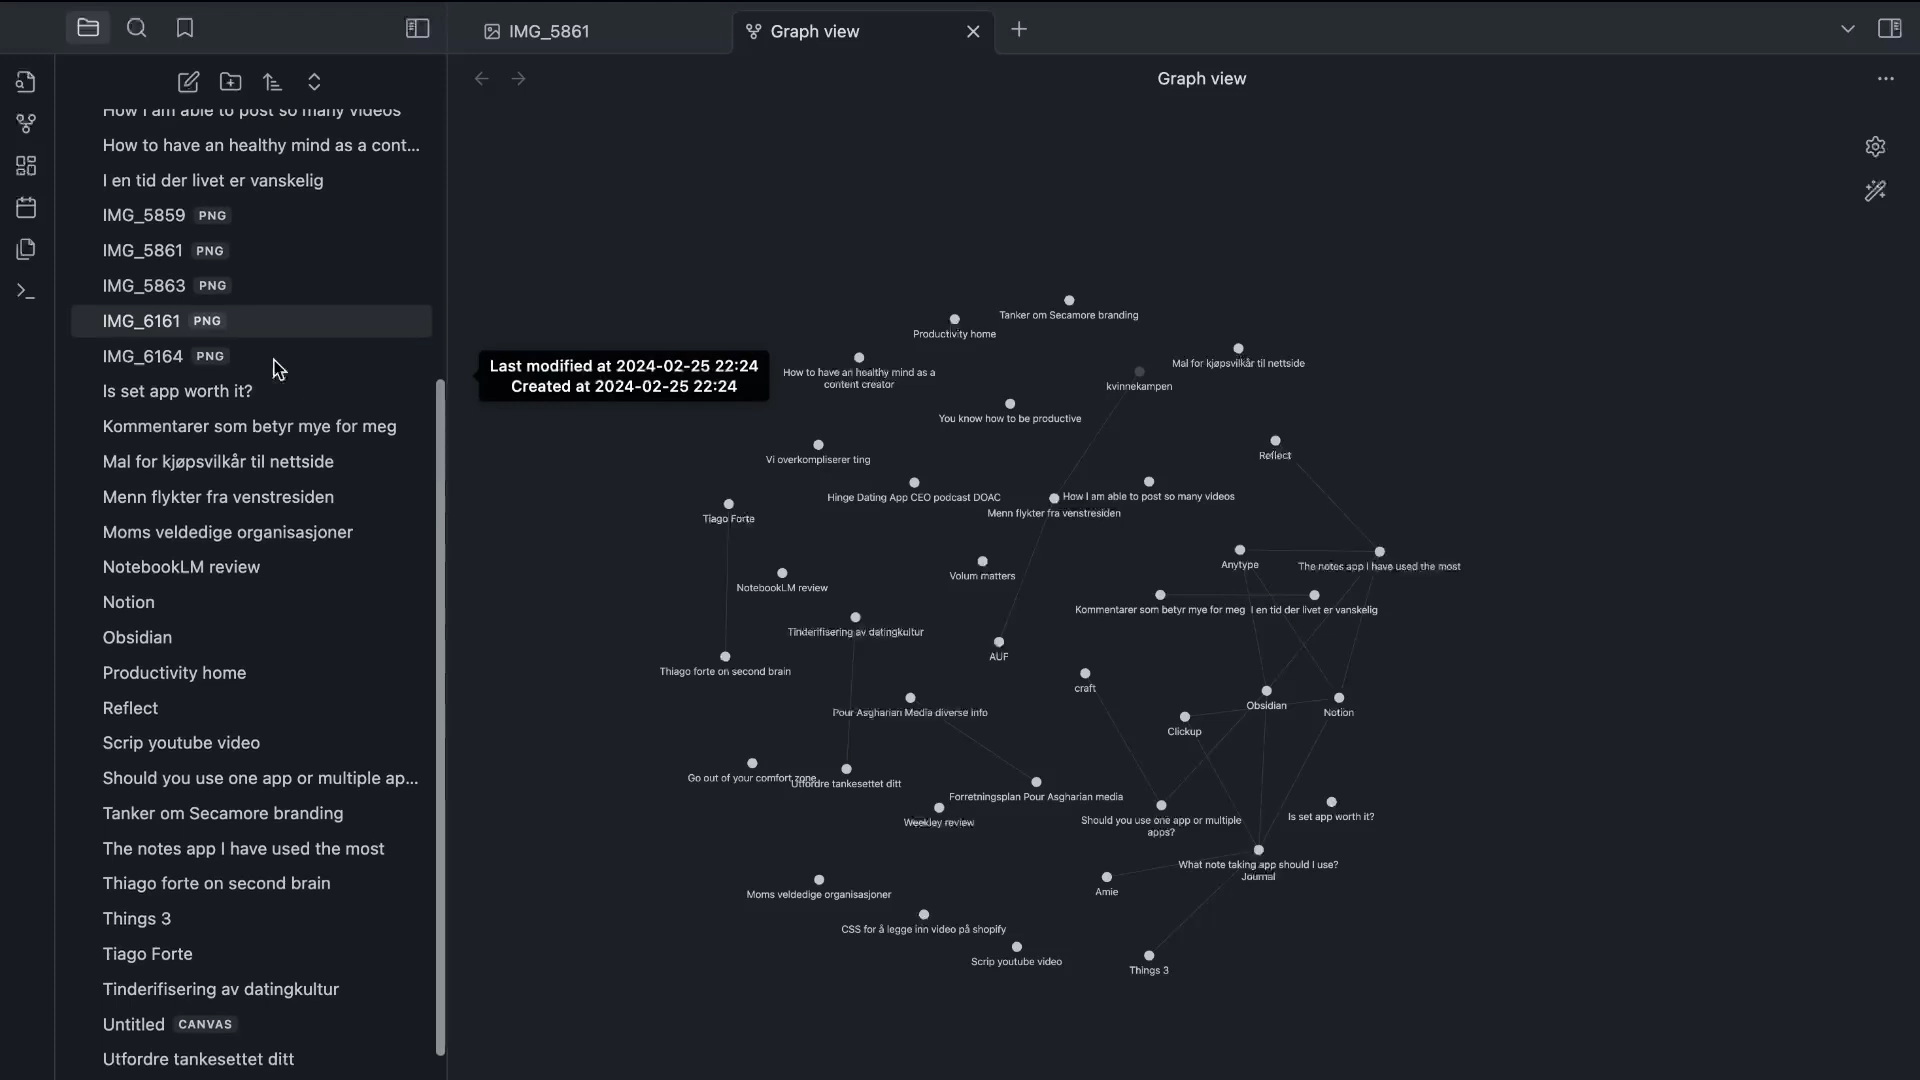 IMG_5861
Graph view
Graph view
How I am able to post so many videos
How to have an healthy mind as a cont...
I en tid der livet er vanskelig
IMG_5859 PNG
IMG_5861 PNG
IMG_5863 PNG
IMG_6161 PNG
IMG_6164 PNG
Is set app worth it?
Kommentarer som betyr mye for meg
Mal for kjøpsvilkår til nettside
Menn flykter fra venstresiden
Moms veldedige organisasjoner
NotebookLM review
Notion
Obsidian
Productivity home
Reflect
Scrip youtube video
Should you use one app or multiple ap...
Tanker om Secamore branding
The notes app I have used the most
Thiago forte on second brain
Things 3
Tiago Forte
Tinderifisering av datingkultur
Untitled CANVAS
Utfordre tankesettet ditt
Last modified at 2024-02-25 22:24
Created at 2024-02-25 22:24
Tanker om Secamore branding
Productivity home
Mal for kjøpsvilkår til nettside
How to have an healthy mind as a
content creator
kvinnekampen
You know how to be productive
Reflect
Vi overkompliserer ting
Hinge Dating App CEO podcast DOAC
How I am able to post so many videos
Menn flykter fra venstresiden
Tiago Forte
Anytype
The notes app I have used the most
Volum matters
NotebookLM review
Kommentarer som betyr mye for meg
I en tid der livet er vanskelig
Tinderifisering av datingkultur
AUF
Thiago forte on second brain
craft
Obsidian
Notion
Pour Asgharian Media diverse info
Clickup
Go out of your comfort zone
Utfordre tankesettet ditt
Forretningsplan Pour Asgharian media
Weekley review
Should you use one app or multiple
apps?
Is set app worth it?
What note taking app should I use?
Journal
Amie
Moms veldedige organisasjoner
CSS for å legge inn video på shopify
Scrip youtube video
Things 3